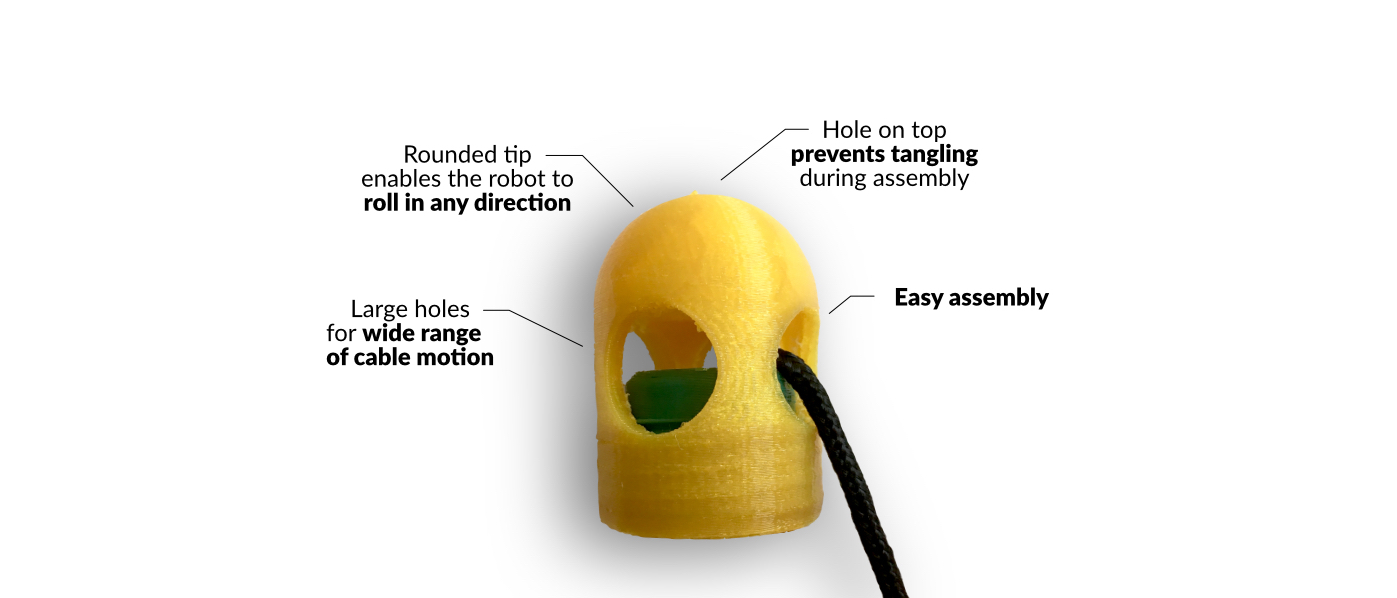 Rounded tip
enables the robot to
roll in any direction
Hole on top
prevents tangling
during assembly
Large holes
for wide range
of cable motion
Easy assembly